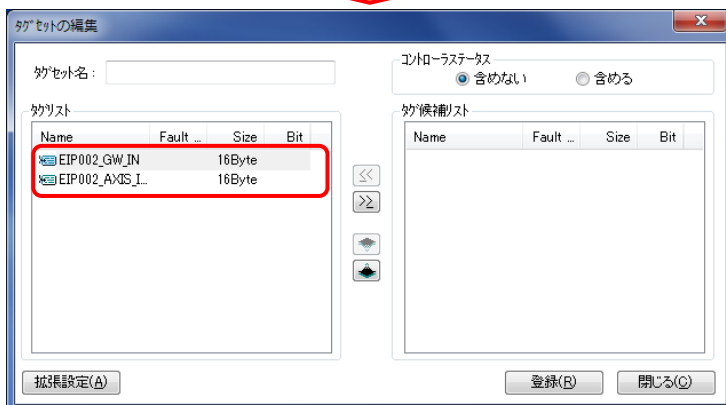 タグセットの編集
タグセット名：
コントローラステータス
含めない
含める
タグリスト
Name Fault ... Size Bit
EIP002_GW_IN 16Byte
EIP002_AXIS_I... 16Byte
<<
>>
タグ候補リスト
Name Fault ... Size Bit
拡張設定(A)
登録(R)
閉じる(C)